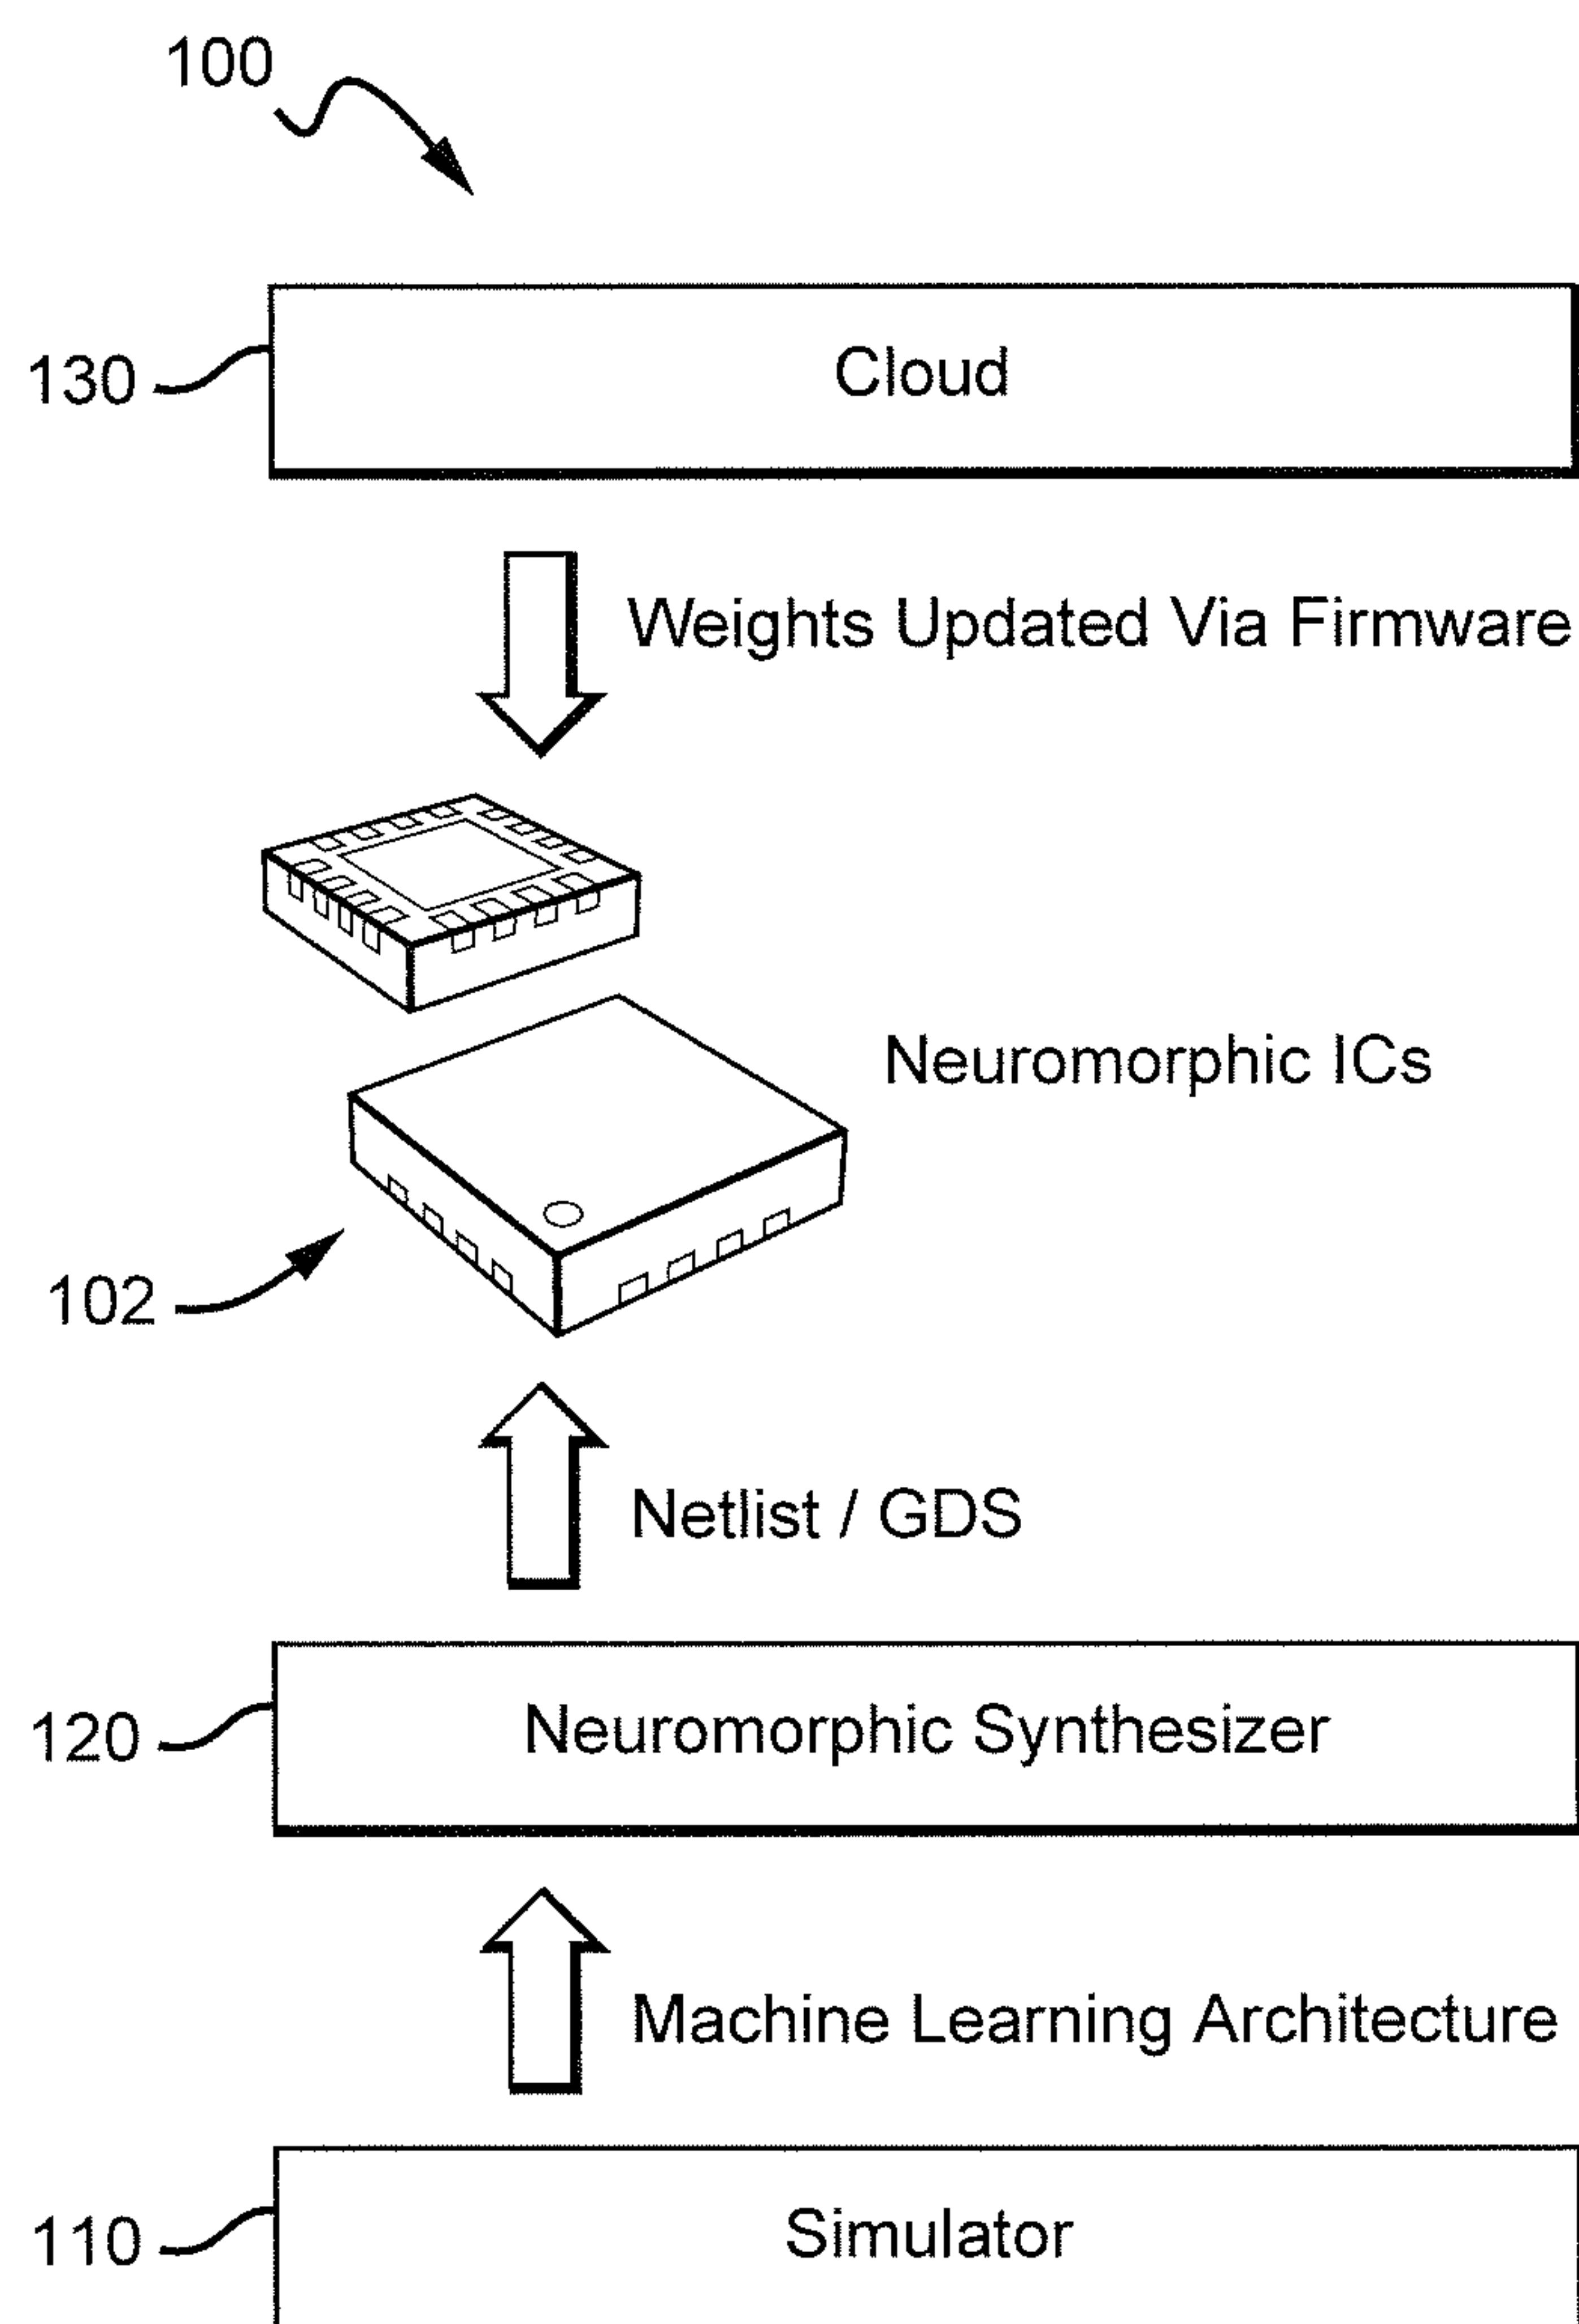 100
130
Cloud
Weights Updated Via Firmware
Neuromorphic ICs
102
Netlist / GDS
120
Neuromorphic Synthesizer
Machine Learning Architecture
110
Simulator